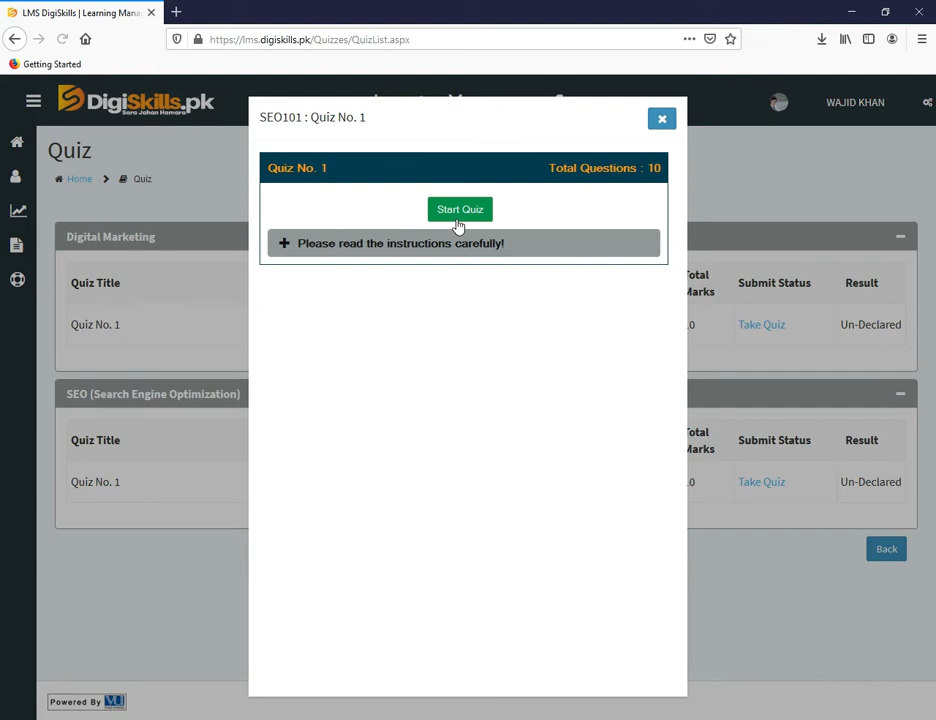 LMS DigiSkills | Learning Mana
https://lms.digiskills.pk/Quizzes/QuizList.aspx
Getting Started
DigiSkills.pk
Sara Jahan Hamara
WAJID KHAN
SEO101 : Quiz No. 1
Quiz
Home
Quiz
Quiz No. 1
Total Questions : 10
Start Quiz
Please read the instructions carefully!
Digital Marketing
Quiz Title
Total Marks
Submit Status
Result
Quiz No. 1
Take Quiz
Un-Declared
SEO (Search Engine Optimization)
Quiz Title
Total Marks
Submit Status
Result
Quiz No. 1
Take Quiz
Un-Declared
Back
Powered By VU